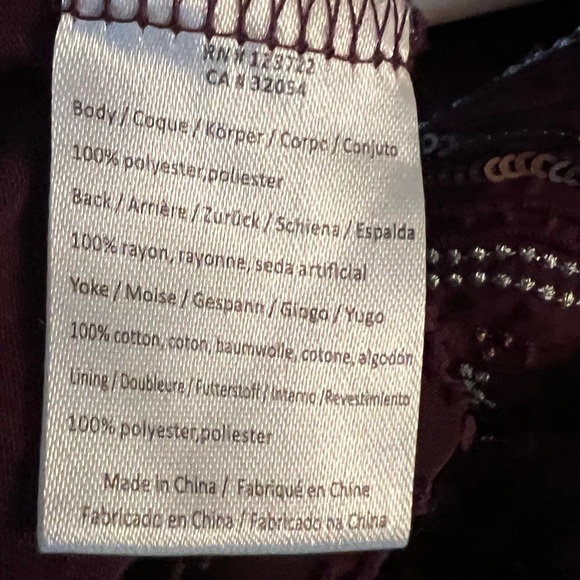 RN # 123722
CA # 32054
Body / Coque / Körper / Corpo / Conjuto
100% polyester,poliester
Back / Arrière / Zurück / Schiena / Espalda
100% rayon, rayonne, seda artificial
Yoke / Moise / Gespann / Giogo / Yugo
100% cotton, coton, baumwolle, cotone, algodón
Lining / Doubleure / Futterstoff / Interno /Revestimiento
100% polyester,poliester
Made in China / Fabriqué en Chine
Fabricado en China / Fabricado na China